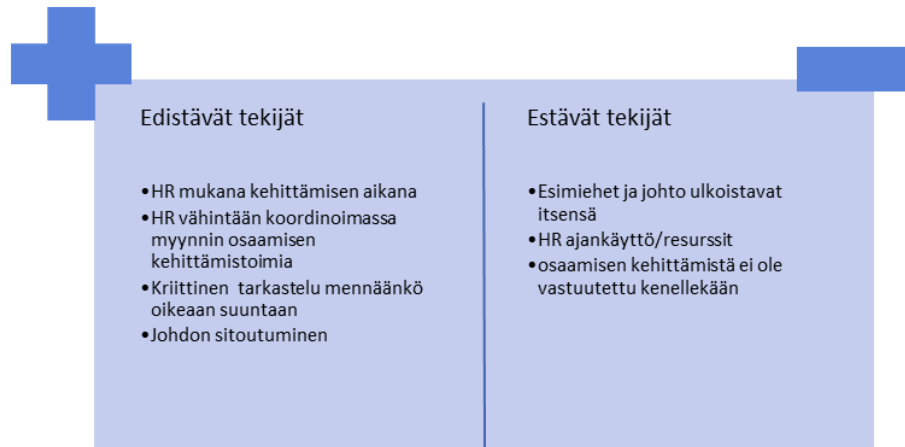 Edistävät tekijät
•HR mukana kehittämisen aikana
•HR vähintään koordinoimassa
myynnin osaamisen
kehittämistoimia
•Kriittinen tarkastelu mennäänkö
oikeaan suuntaan
•Johdon sitoutuminen
Estävät tekijät
•Esimiehet ja johto ulkoistavat
itsensä
•HR ajankäyttö/resurssit
•osaamisen kehittämistä ei ole
vastuutettu kenellekään